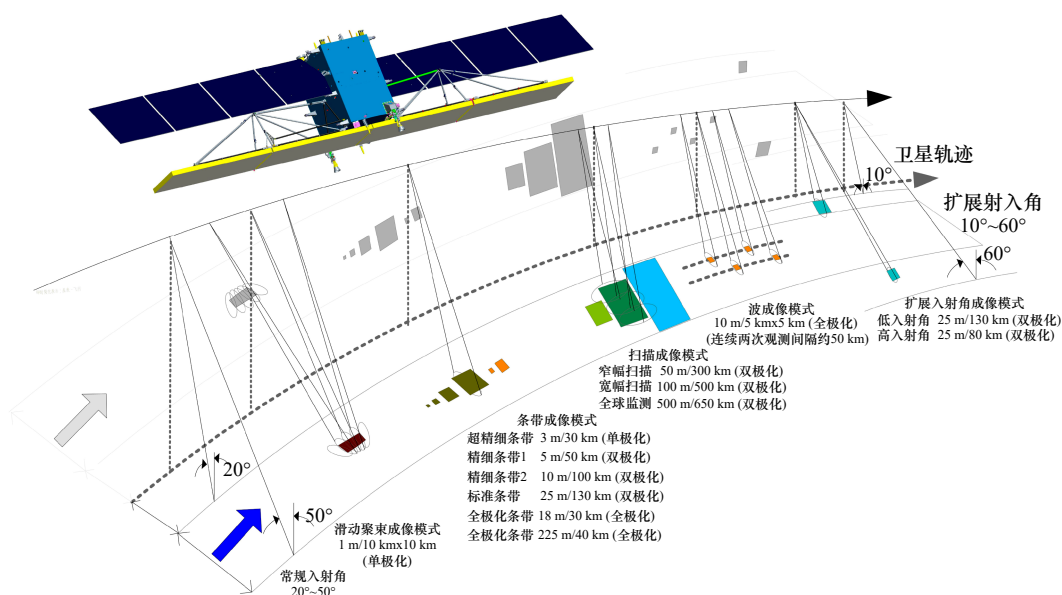 卫星轨迹
10°
扩展射入角
10°~60°
60°
扩展入射角成像模式
低入射角 25 m/130 km (双极化)
高入射角 25 m/80 km (双极化)
波成像模式
10 m/5 kmx5 km (全极化)
(连续两次观测间隔约50 km)
扫描成像模式
窄幅扫描 50 m/300 km (双极化)
宽幅扫描 100 m/500 km (双极化)
全球监测 500 m/650 km (双极化)
条带成像模式
超精细条带 3 m/30 km (单极化)
精细条带1 5 m/50 km (双极化)
精细条带2 10 m/100 km (双极化)
标准条带 25 m/130 km (双极化)
全极化条带 18 m/30 km (全极化)
全极化条带 225 m/40 km (全极化)
20°
50°
滑动聚束成像模式
1 m/10 kmx10 km
(单极化)
常规入射角
20°~50°